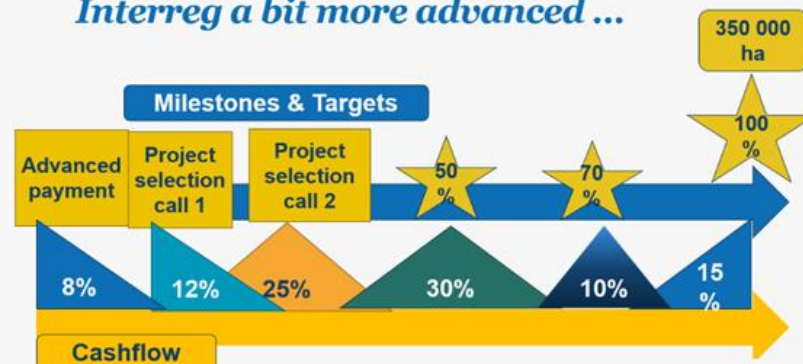 Interreg a bit more advanced ...
350 000
ha
Milestones & Targets
Advanced
payment
Project
selection
call 1
Project
selection
call 2
50
%
70
%
100
%
8%
12%
25%
30%
10%
15
%
Cashflow